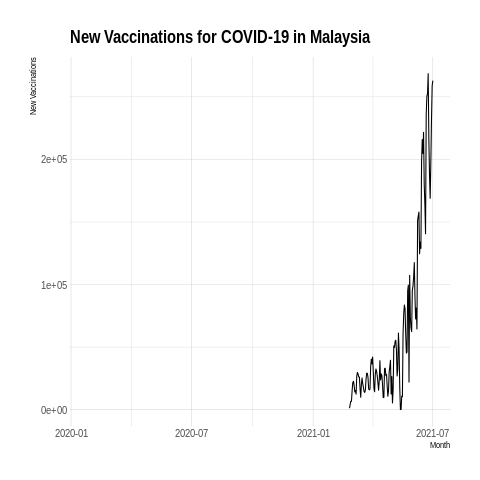 New Vaccinations for COVID-19 in Malaysia
New Vaccinations
2e+05
1e+05
0e+00
2020-01 2020-07 2021-01 2021-07
Month